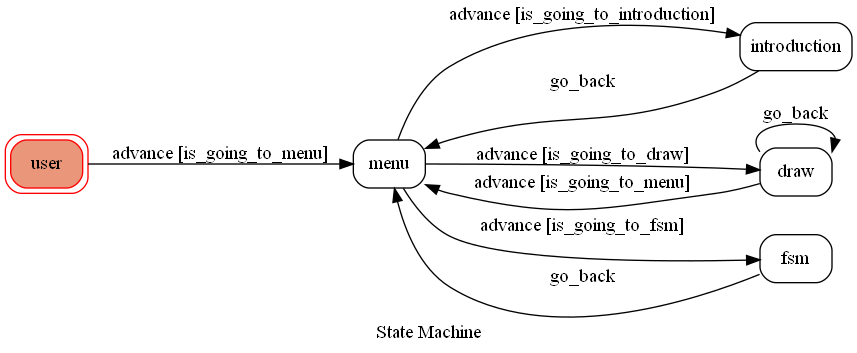 advance [is_going_to_introduction]
introduction
go_back
go_back
user
advance [is_going_to_menu]
menu
advance [is_going_to_draw]
draw
advance [is_going_to_menu]
advance [is_going_to_fsm]
fsm
go_back
State Machine